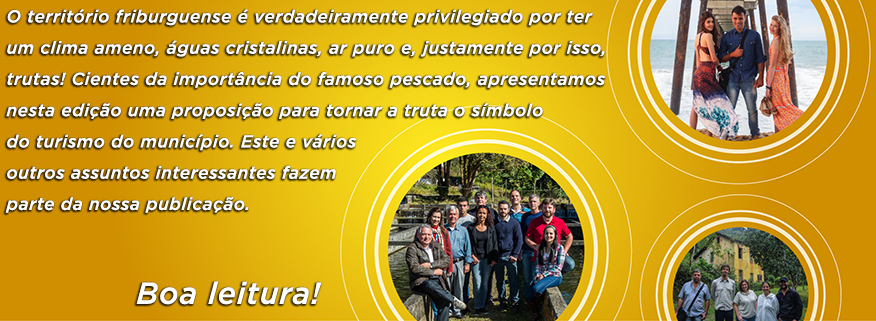 O território friburguense é verdadeiramente privilegiado por ter
um clima ameno, águas cristalinas, ar puro e, justamente por isso,
trutas! Cientes da importância do famoso pescado, apresentamos
nesta edição uma proposição para tornar a truta o símbolo
do turismo do município. Este e vários
outros assuntos interessantes fazem
parte da nossa publicação.
Boa leitura!